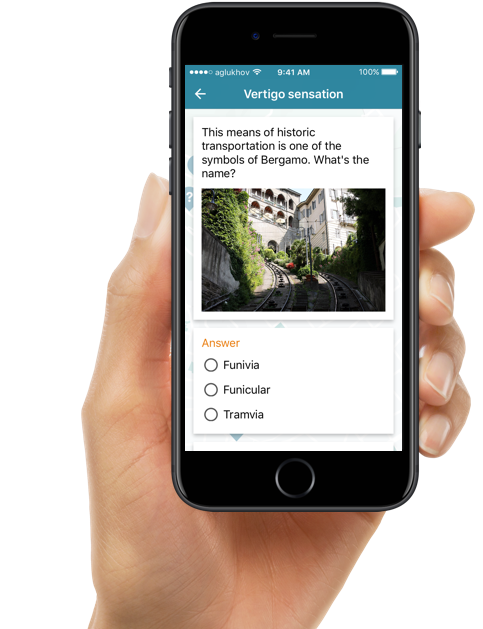 aglukhov 9:41 AM 100%
Vertigo sensation
This means of historic
transportation is one of the
symbols of Bergamo. What's the
name?
?
Answer
Funivia
Funicular
Tramvia